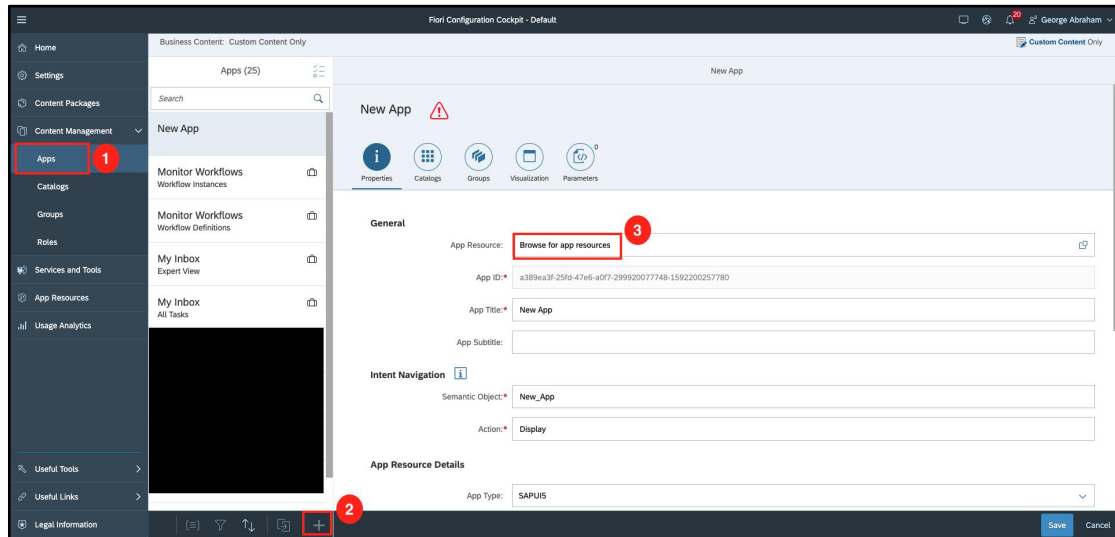 Fiori Configuration Cockpit - Default
20
George Abraham
Home
Settings
Content Packages
Content Management
Apps
1
Catalogs
Groups
Roles
Services and Tools
App Resources
Usage Analytics
Useful Tools
Useful Links
Legal Information
Business Content: Custom Content Only
Custom Content Only
Apps (25)
Search
New App
Monitor Workflows
Workflow Instances
Monitor Workflows
Workflow Definitions
My Inbox
Expert View
My Inbox
All Tasks
2
New App
New App
Properties
Catalogs
Groups
Visualization
0
Parameters
General
3
App Resource: Browse for app resources
App ID:* a389ea3f-25fd-47e6-a0f7-299920077748-1592200257780
App Title:* New App
App Subtitle:
Intent Navigation
Semantic Object:* New_App
Action:* Display
App Resource Details
App Type: SAPUI5
Save Cancel